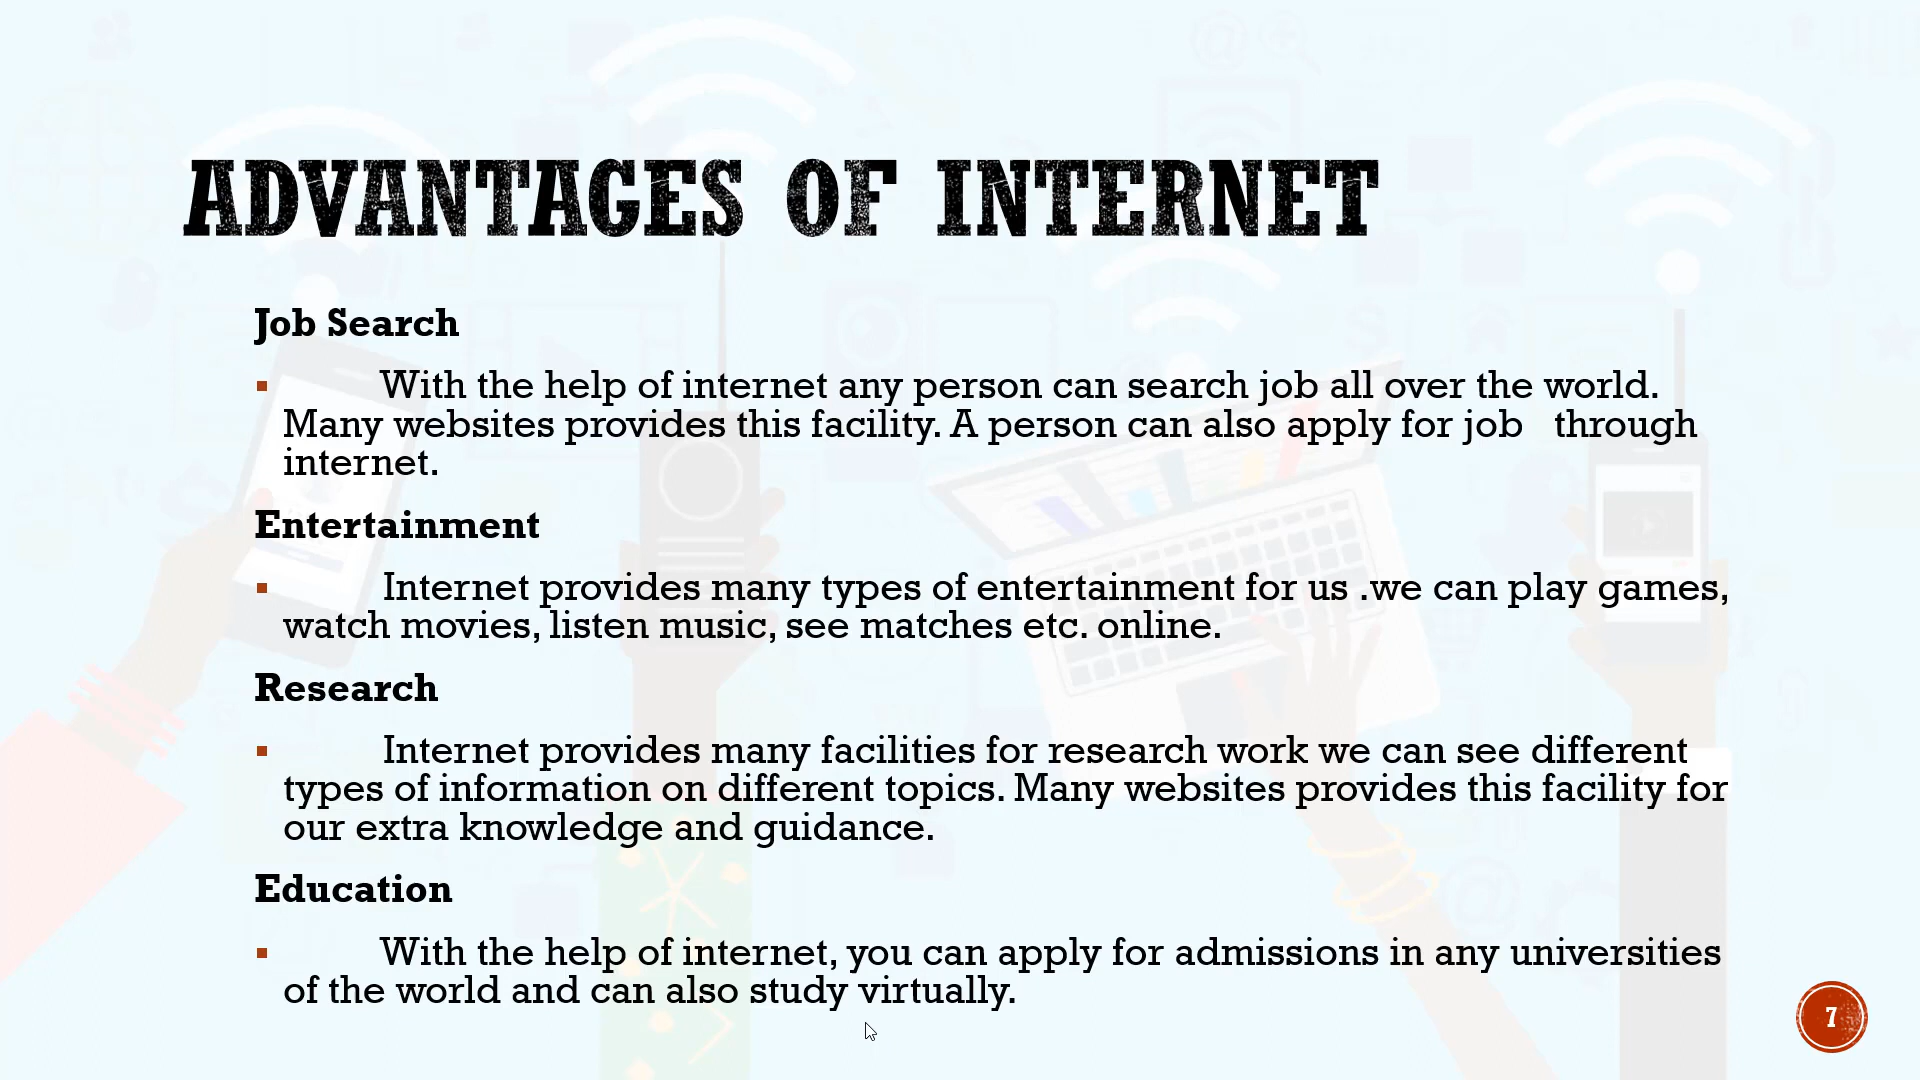 ADVANTAGES OF INTERNET
Job Search
With the help of internet any person can search job all over the world.
Many websites provides this facility. A person can also apply for job through
internet.
Entertainment
Internet provides many types of entertainment for us .we can play games,
watch movies, listen music, see matches etc. online.
Research
Internet provides many facilities for research work we can see different
types of information on different topics. Many websites provides this facility for
our extra knowledge and guidance.
Education
With the help of internet, you can apply for admissions in any universities
of the world and can also study virtually.
7